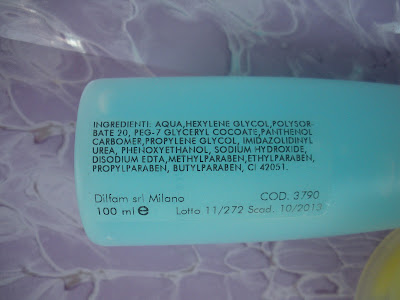 INGREDIENTI: AQUA,HEXYLENE GLYCOL,POLYSOR-
BATE 20, PEG-7 GLYCERYL COCOATE,PANTHENOL
CARBOMER,PROPYLENE GLYCOL, IMIDAZOLIDINYL
UREA, PHENOXYETHANOL, SODIUM HYDROXIDE,
DISODIUM EDTA,METHYLPARABEN,ETHYLPARABEN,
PROPYLPARABEN, BUTYLPARABEN, CI 42051.
Dilfam srl Milano COD. 3790
100 ml e Lotto 11/272 Scad. 10/2013